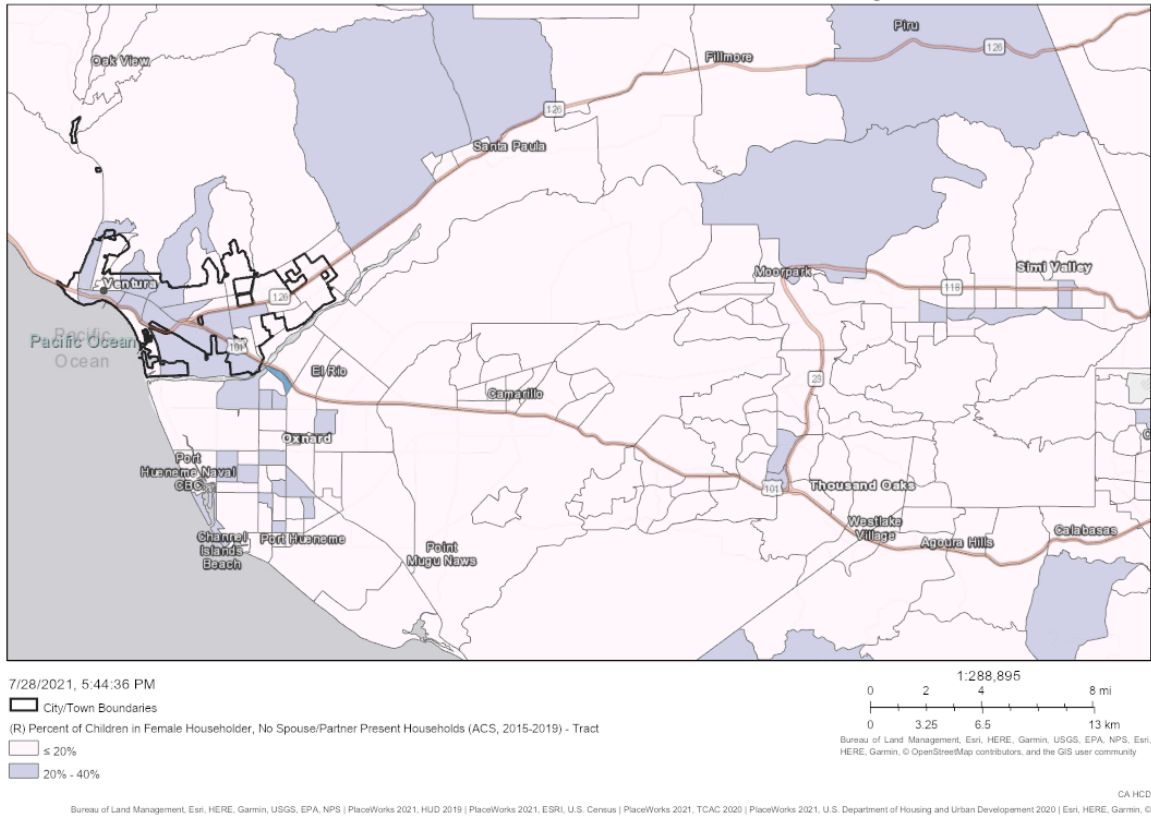 Piru
126
Oak View
Fillmore
126
Santa Paula
Moorpark
Simi Valley
118
Ventura
126
Pacific Ocean
Pacific
Ocean
101
El Rio
Camarillo
23
Oxnard
Port
Hueneme Naval
CBC
101
Thousand Oaks
Westlake
Village
Agoura Hills
Calabasas
Channel
Islands
Beach
Port Hueneme
Point
Mugu Naws
7/28/2021, 5:44:36 PM
City/Town Boundaries
(R) Percent of Children in Female Householder, No Spouse/Partner Present Households (ACS, 2015-2019) - Tract
≤ 20%
20% - 40%
1:288,895
0 2 4 8 mi
0 3.25 6.5 13 km
Bureau of Land Management, Esri, HERE, Garmin, USGS, EPA, NPS, Esri,
HERE, Garmin, © OpenStreetMap contributors, and the GIS user community
CA HCD
Bureau of Land Management, Esri, HERE, Garmin, USGS, EPA, NPS | PlaceWorks 2021, HUD 2019 | PlaceWorks 2021, ESRI, U.S. Census | PlaceWorks 2021, TCAC 2020 | PlaceWorks 2021, U.S. Department of Housing and Urban Developement 2020 | Esri, HERE, Garmin, ©